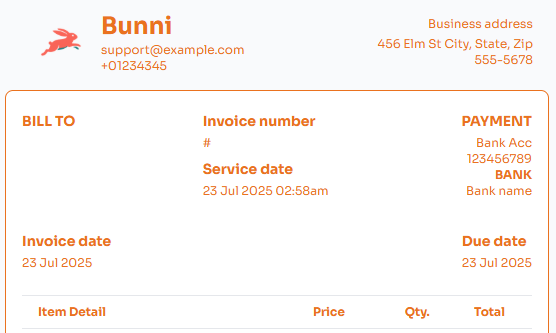 Bunni
support@example.com
+01234345
Business address
456 Elm St City, State, Zip
555-5678
BILL TO
Invoice number
#
Service date
23 Jul 2025 02:58am
PAYMENT
Bank Acc
123456789
BANK
Bank name
Invoice date
23 Jul 2025
Due date
23 Jul 2025
Item Detail Price Qty. Total